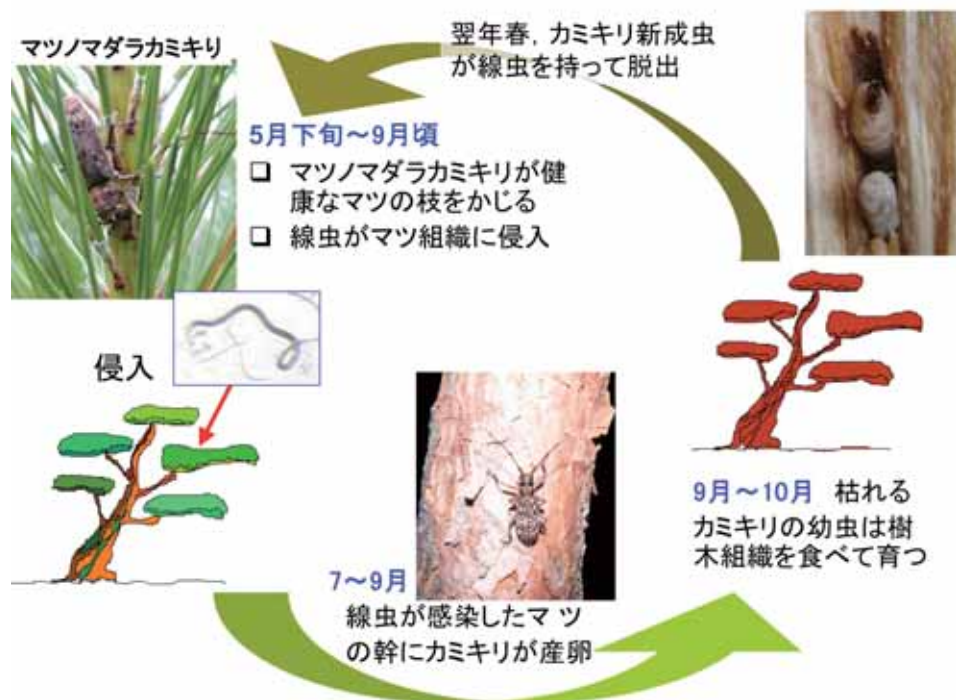 マツノマダラカミキり
翌年春，カミキリ新成虫
が線虫を持って脱出
5月下旬～9月頃
❑ マツノマダラカミキリが健
康なマツの枝をかじる
❑ 線虫がマツ組織に侵入
侵入
7～9月
線虫が感染したマ ツ
の幹にカミキリが産卵
9月～10月 枯れる
カミキリの幼虫は樹
木組織を食べて育つ